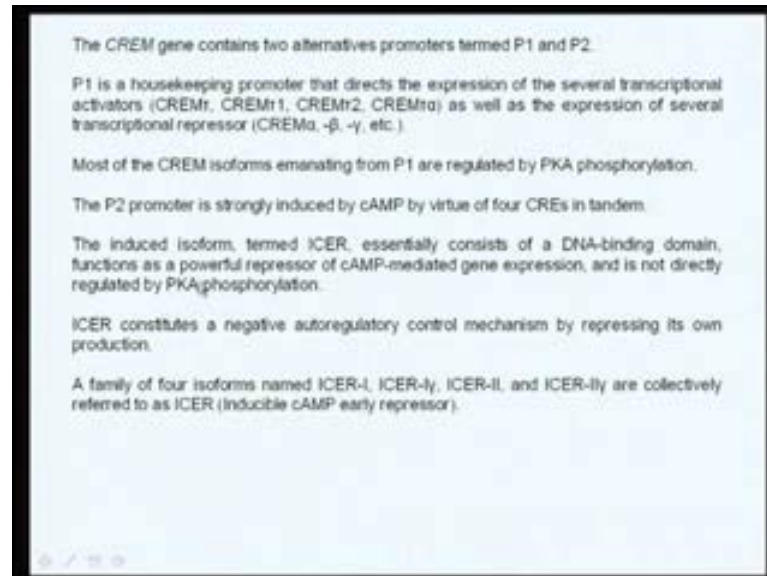 The CREM gene contains two alternatives promoters termed P1 and P2.
P1 is a housekeeping promoter that directs the expression of the several transcriptional
activators (CREMτ, CREMτ1, CREMτ2, CREMτα) as well as the expression of several
transcriptional repressor (CREMα, -β, -γ, etc.).
Most of the CREM isoforms emanating from P1 are regulated by PKA phosphorylation.
The P2 promoter is strongly induced by cAMP by virtue of four CREs in tandem.
The induced isoform, termed ICER, essentially consists of a DNA-binding domain,
functions as a powerful repressor of cAMP-mediated gene expression, and is not directly
regulated by PKA phosphorylation.
ICER constitutes a negative autoregulatory control mechanism by repressing its own
production.
A family of four isoforms named ICER-I, ICER-Iγ, ICER-II, and ICER-IIγ are collectively
referred to as ICER (Inducible cAMP early repressor).